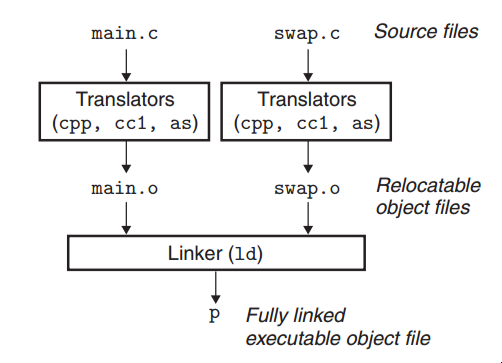 main.c swap.c Source files
Translators Translators
(cpp, cc1, as) (cpp, cc1, as)
main.o swap.o Relocatable
object files
Linker (ld)
p Fully linked
executable object file